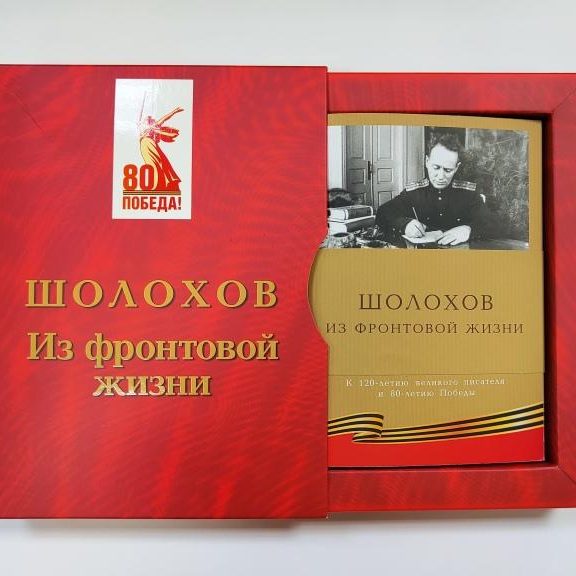 80
ПОБЕДА!
ШОЛОХОВ
Из фронтовой
жизни
ШОЛОХОВ
ИЗ ФРОНТОВОЙ ЖИЗНИ
К 120-летию великого писателя
и 80-летию Победы